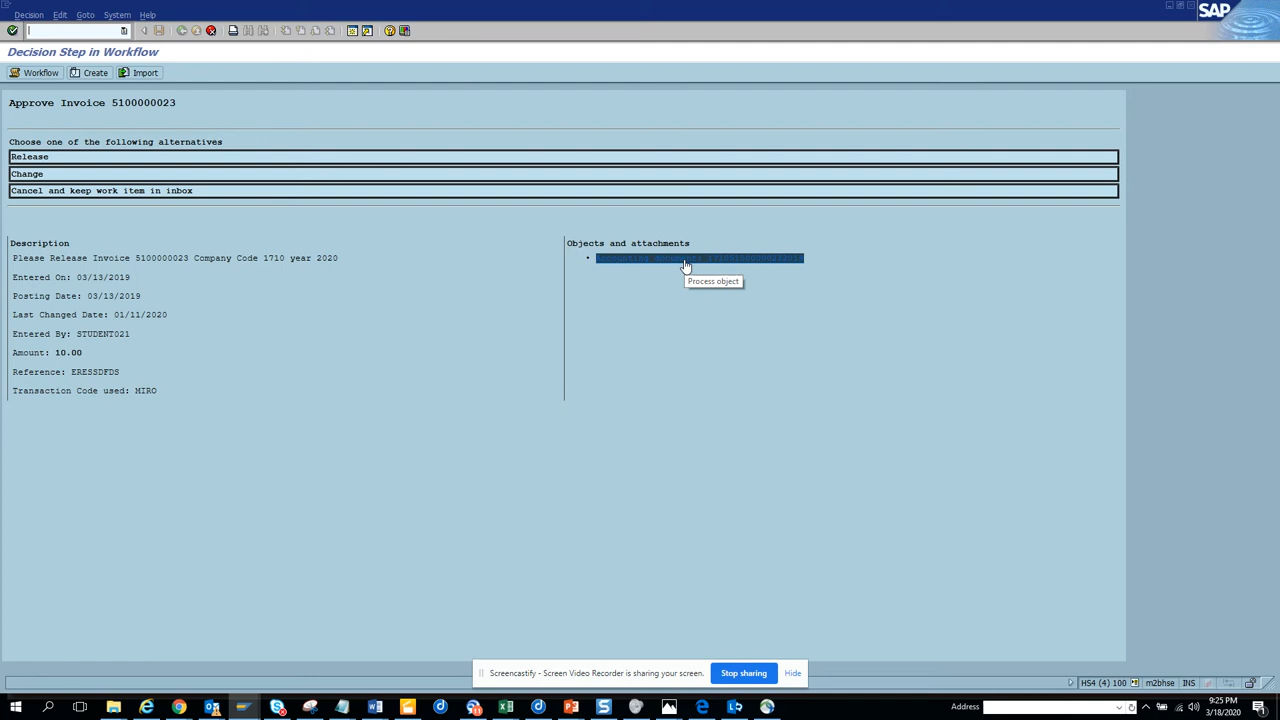 Decision Edit Goto System Help
SAP
Decision Step in Workflow
Workflow Create Import
Approve Invoice 5100000023
Choose one of the following alternatives
Release
Change
Cancel and keep work item in inbox
Description
Please Release Invoice 5100000023 Company Code 1710 year 2020
Entered On: 03/13/2019
Posting Date: 03/13/2019
Last Changed Date: 01/11/2020
Entered By: STUDENT021
Amount: 10.00
Reference: ERESSDFDS
Transaction Code used: MIRO
Objects and attachments
Accounting document:
Process object
Screencastify - Screen Video Recorder is sharing your screen. Stop sharing Hide
HS4 (4) 100 m2bhse INS
Address
9:25 PM
3/18/2020